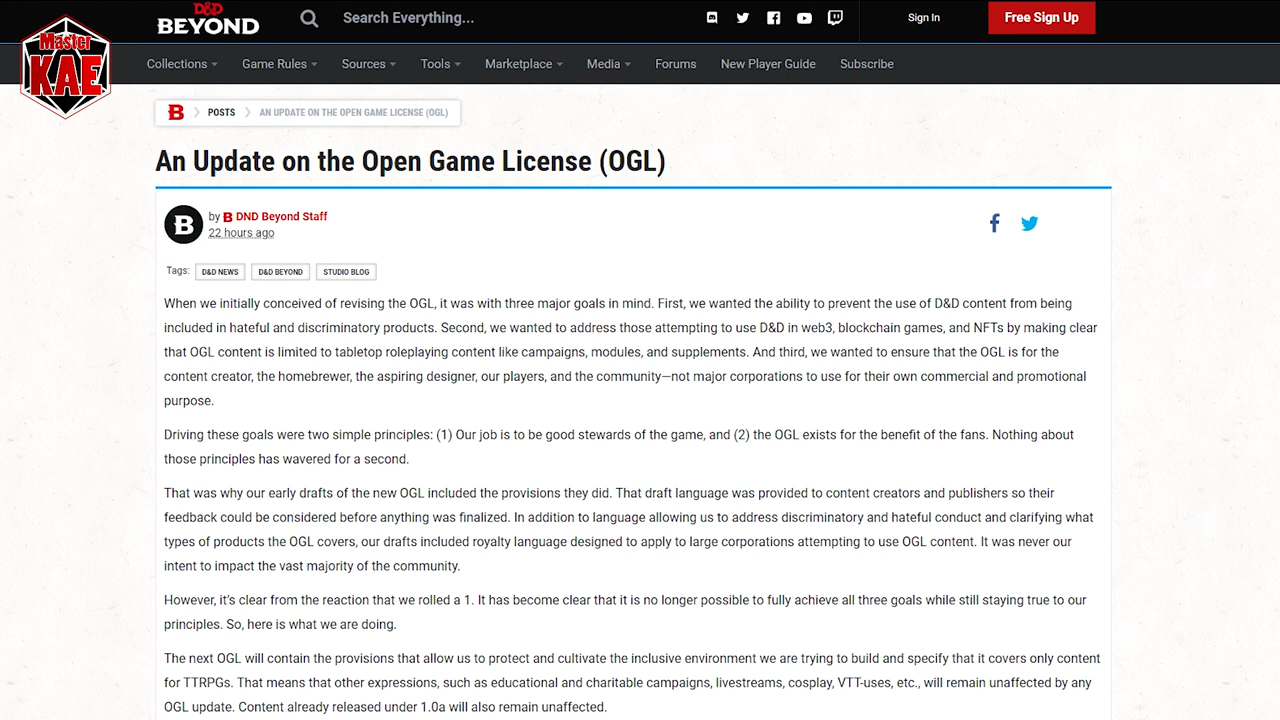 D&D
BEYOND
Search Everything...
Sign In
Free Sign Up
Master
KAE
Collections
Game Rules
Sources
Tools
Marketplace
Media
Forums
New Player Guide
Subscribe
B
POSTS
AN UPDATE ON THE OPEN GAME LICENSE (OGL)
An Update on the Open Game License (OGL)
B
by B DND Beyond Staff
22 hours ago
Tags: D&D NEWS D&D BEYOND STUDIO BLOG
When we initially conceived of revising the OGL, it was with three major goals in mind. First, we wanted the ability to prevent the use of D&D content from being
included in hateful and discriminatory products. Second, we wanted to address those attempting to use D&D in web3, blockchain games, and NFTs by making clear
that OGL content is limited to tabletop roleplaying content like campaigns, modules, and supplements. And third, we wanted to ensure that the OGL is for the
content creator, the homebrewer, the aspiring designer, our players, and the community—not major corporations to use for their own commercial and promotional
purpose.
Driving these goals were two simple principles: (1) Our job is to be good stewards of the game, and (2) the OGL exists for the benefit of the fans. Nothing about
those principles has wavered for a second.
That was why our early drafts of the new OGL included the provisions they did. That draft language was provided to content creators and publishers so their
feedback could be considered before anything was finalized. In addition to language allowing us to address discriminatory and hateful conduct and clarifying what
types of products the OGL covers, our drafts included royalty language designed to apply to large corporations attempting to use OGL content. It was never our
intent to impact the vast majority of the community.
However, it's clear from the reaction that we rolled a 1. It has become clear that it is no longer possible to fully achieve all three goals while still staying true to our
principles. So, here is what we are doing.
The next OGL will contain the provisions that allow us to protect and cultivate the inclusive environment we are trying to build and specify that it covers only content
for TTRPGs. That means that other expressions, such as educational and charitable campaigns, livestreams, cosplay, VTT-uses, etc., will remain unaffected by any
OGL update. Content already released under 1.0a will also remain unaffected.